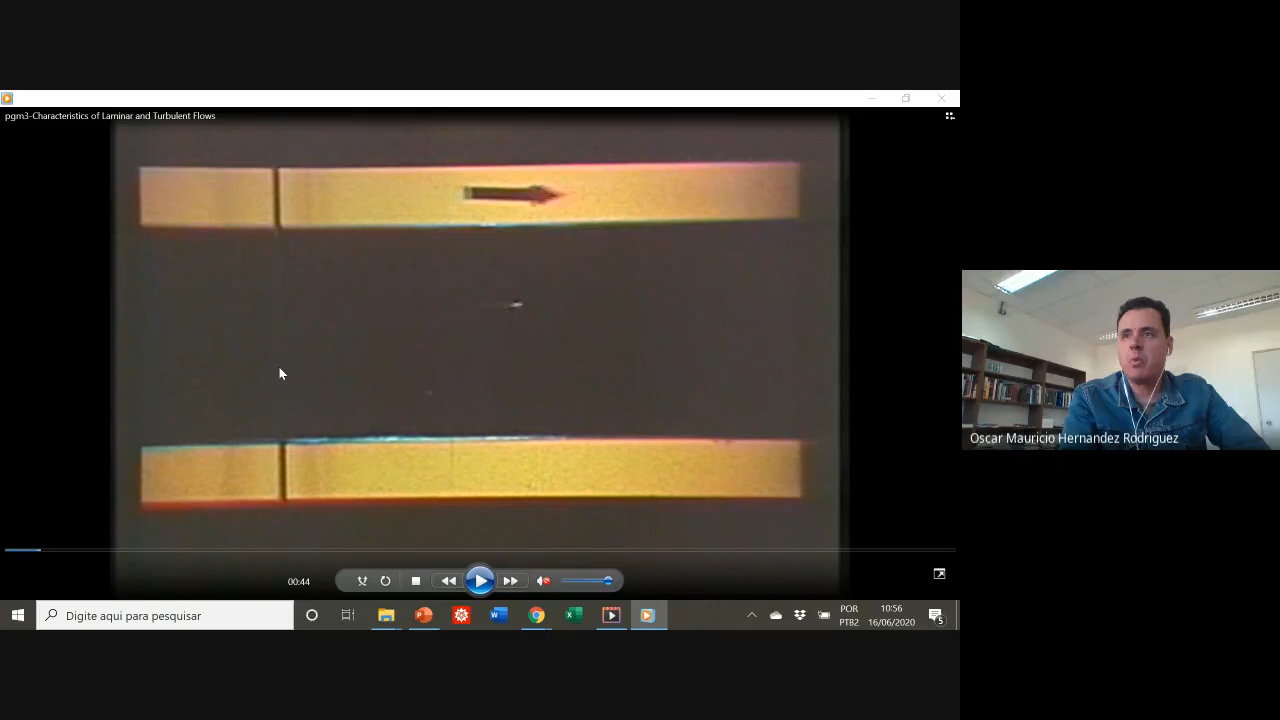 pgm3-Characteristics of Laminar and Turbulent Flows
Oscar Mauricio Hernandez Rodriguez
00:44
Digite aqui para pesquisar
POR
PTB2
10:56
16/06/2020
5